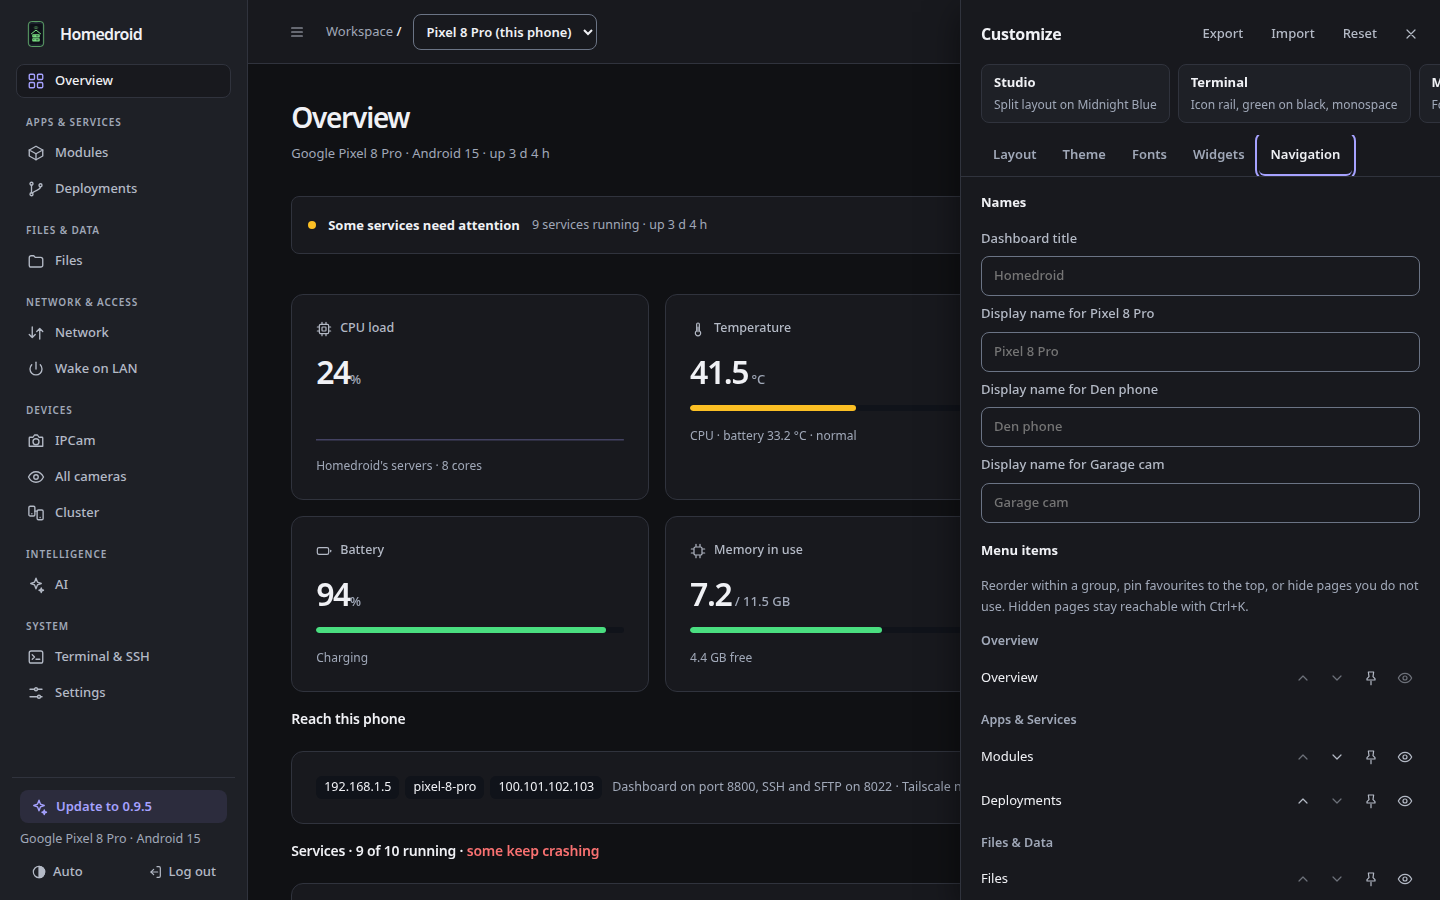 Homedroid
Overview
APPS & SERVICES
Modules
Deployments
FILES & DATA
Files
NETWORK & ACCESS
Network
Wake on LAN
DEVICES
IPCam
All cameras
Cluster
INTELLIGENCE
AI
SYSTEM
Terminal & SSH
Settings
Update to 0.9.5
Google Pixel 8 Pro · Android 15
Auto
Log out
Workspace /
Pixel 8 Pro (this phone)
Overview
Google Pixel 8 Pro · Android 15 · up 3 d 4 h
Some services need attention 9 services running · up 3 d 4 h
CPU load
24%
Homedroid's servers · 8 cores
Temperature
41.5 °C
CPU · battery 33.2 °C · normal
Battery
94%
Charging
Memory in use
7.2 / 11.5 GB
4.4 GB free
Reach this phone
192.168.1.5 pixel-8-pro 100.101.102.103 Dashboard on port 8800, SSH and SFTP on 8022 · Tailscale
Services · 9 of 10 running · some keep crashing
Customize
Export
Import
Reset
Studio
Split layout on Midnight Blue
Terminal
Icon rail, green on black, monospace
Layout
Theme
Fonts
Widgets
Navigation
Names
Dashboard title
Homedroid
Display name for Pixel 8 Pro
Pixel 8 Pro
Display name for Den phone
Den phone
Display name for Garage cam
Garage cam
Menu items
Reorder within a group, pin favourites to the top, or hide pages you do not
use. Hidden pages stay reachable with Ctrl+K.
Overview
Overview
Apps & Services
Modules
Deployments
Files & Data
Files